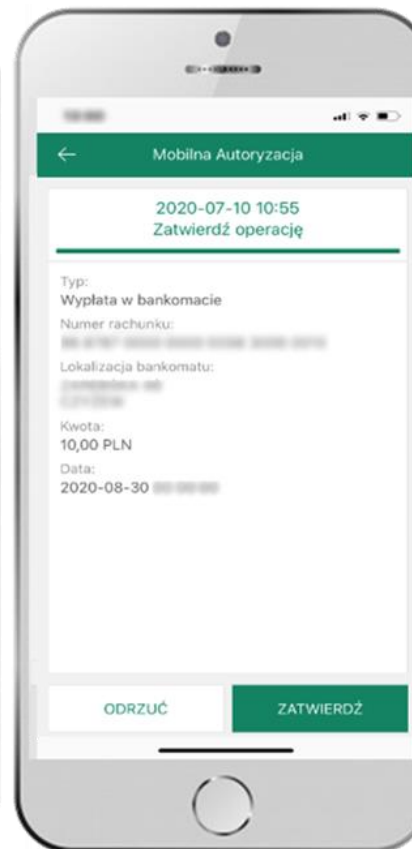 Mobilna Autoryzacja
2020-07-10 10:55
Zatwierdź operację
Typ:
Wypłata w bankomacie
Numer rachunku:
Lokalizacja bankomatu:
Kwota:
10,00 PLN
Data:
2020-08-30
ODRZUĆ
ZATWIERDŹ